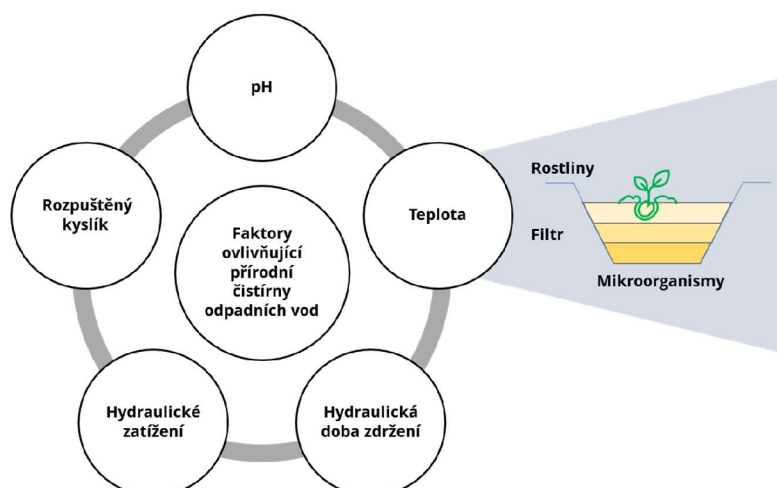 pH
Rozpuštěný
kyslík
Teplota
Faktory
ovlivňující
přírodní
čistírny
odpadních vod
Hydraulické
zatížení
Hydraulická
doba zdržení
Rostliny
Filtr
Mikroorganismy